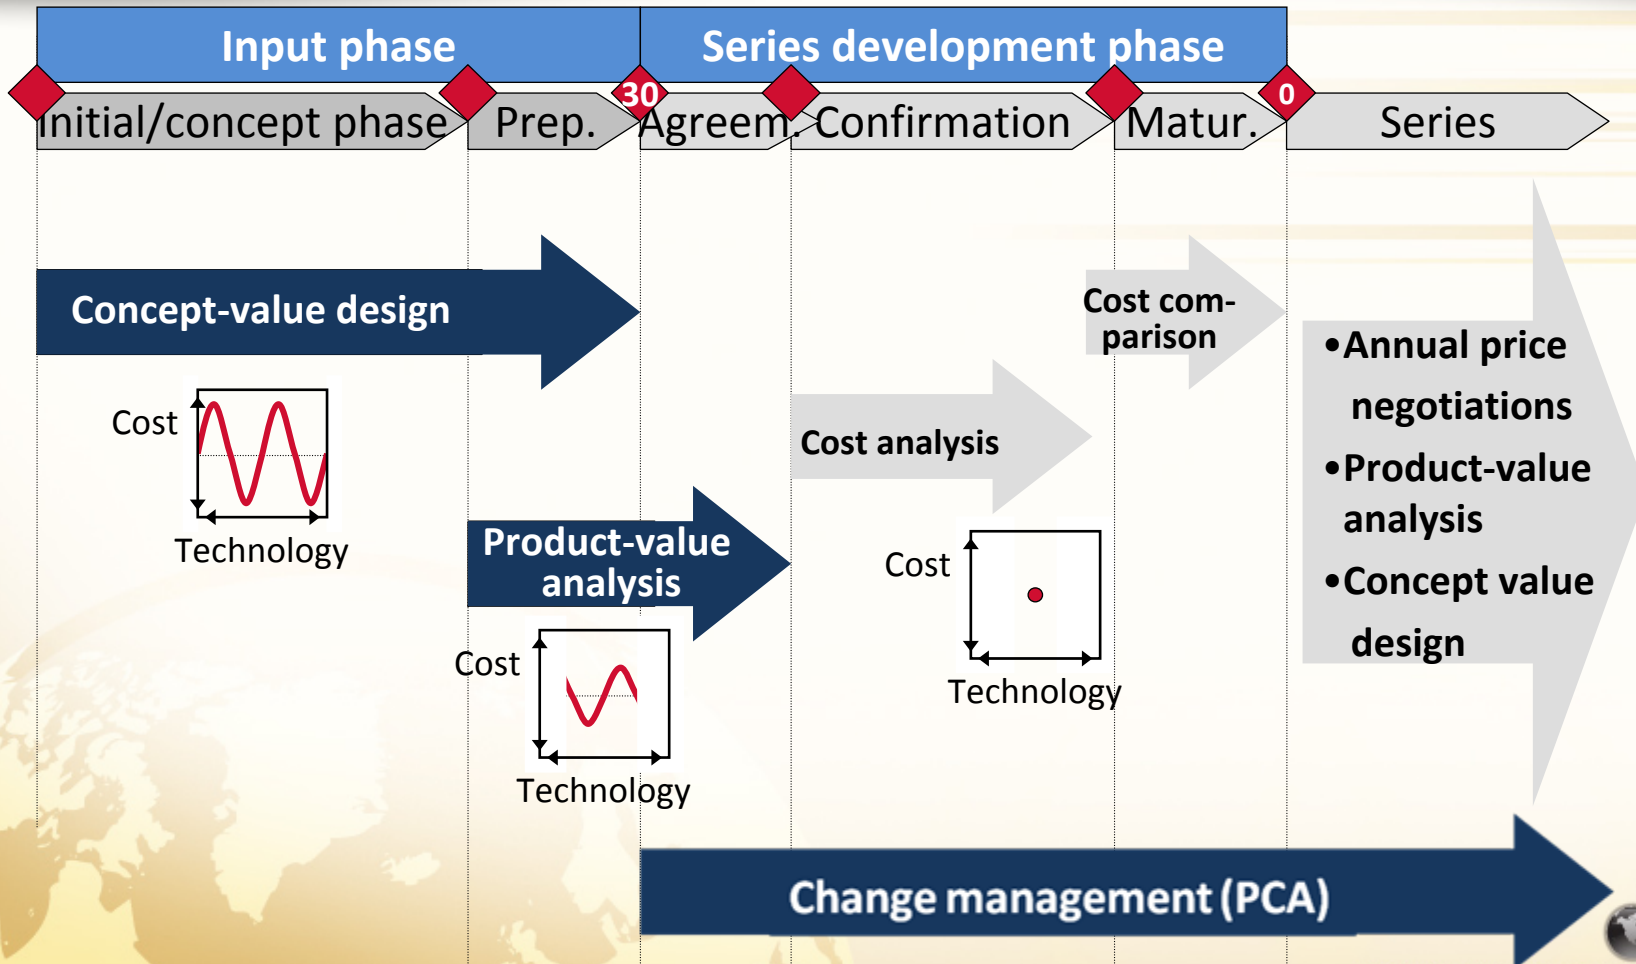 Input phase
Series development phase
30
0
Initial/concept phase
Prep.
Agreem.
Confirmation
Matur.
Series
Concept-value design
Cost com-
parison
•Annual price
negotiations
•Product-value
analysis
•Concept value
design
Cost
Technology
Cost analysis
Product-value
analysis
Cost
Technology
Cost
Technology
Change management (PCA)